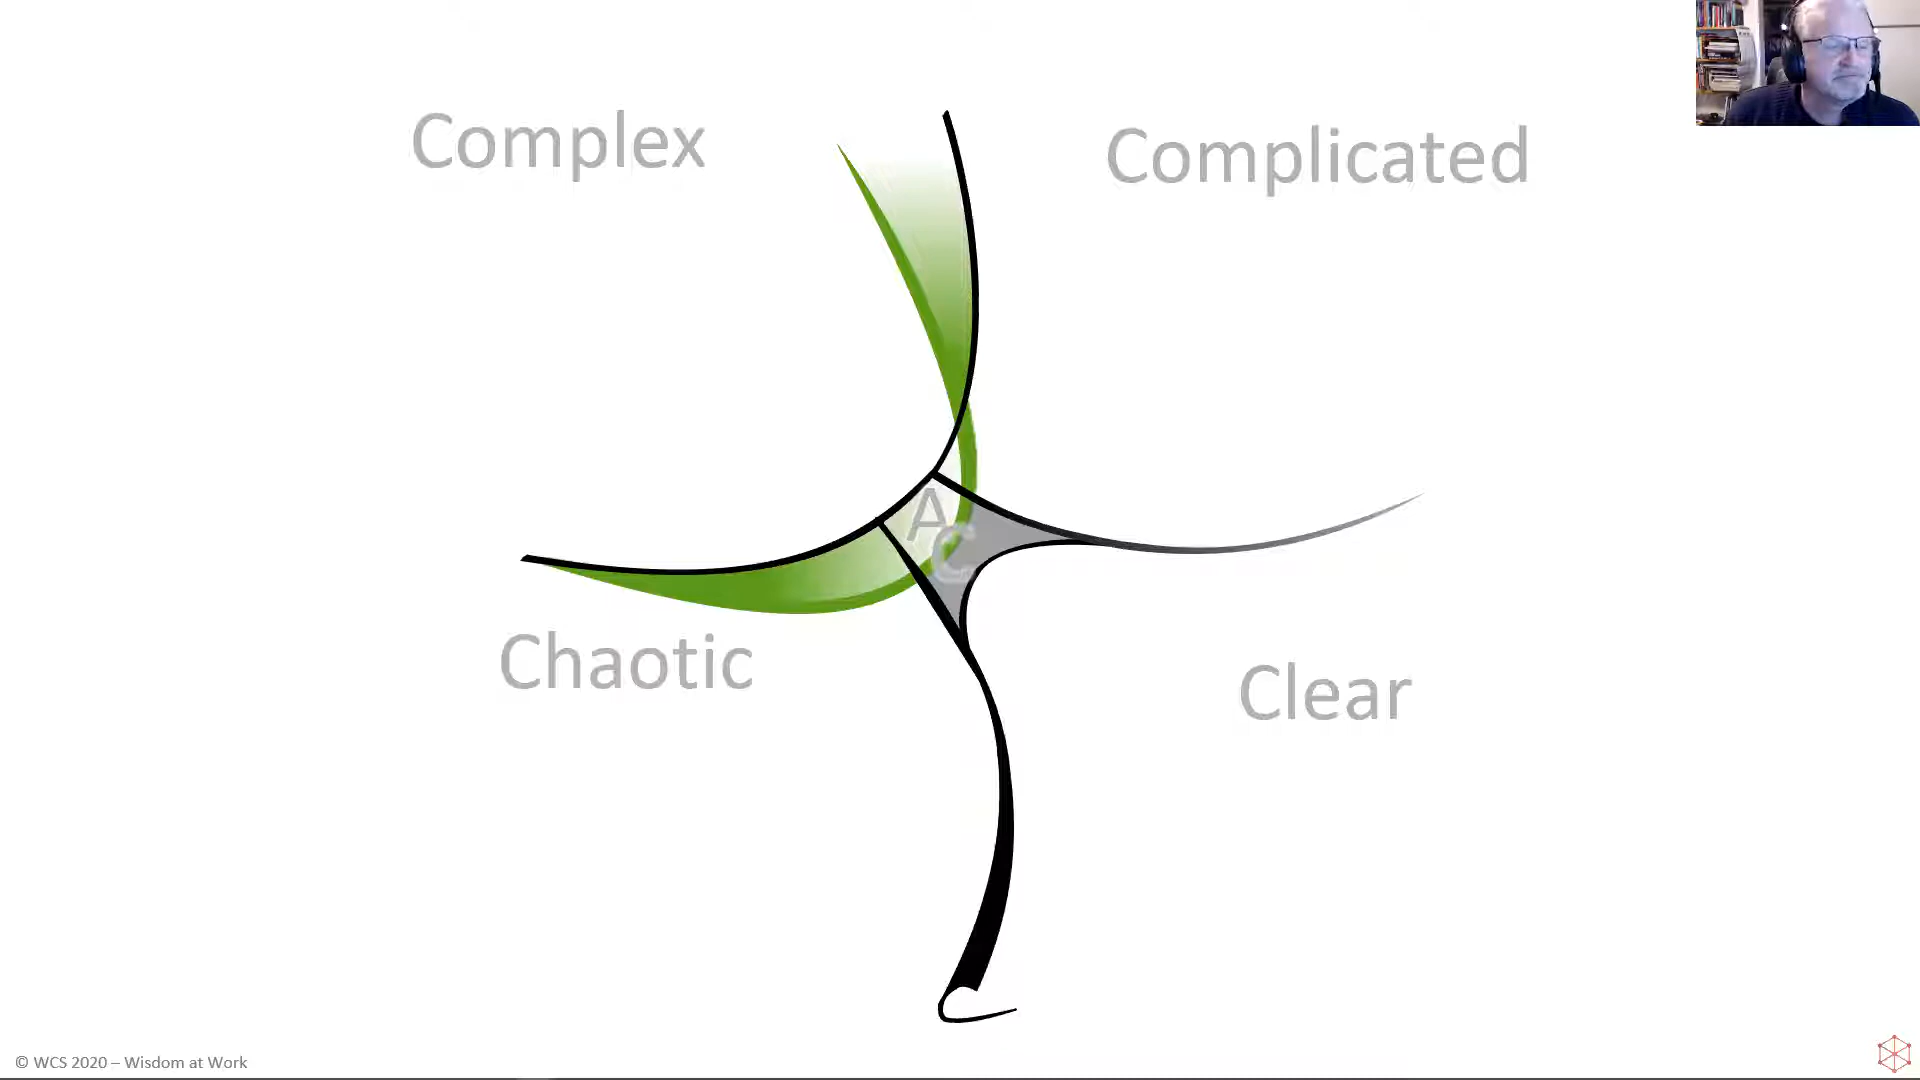 Complex
Complicated
A
C
Chaotic
Clear
© WCS 2020 – Wisdom at Work